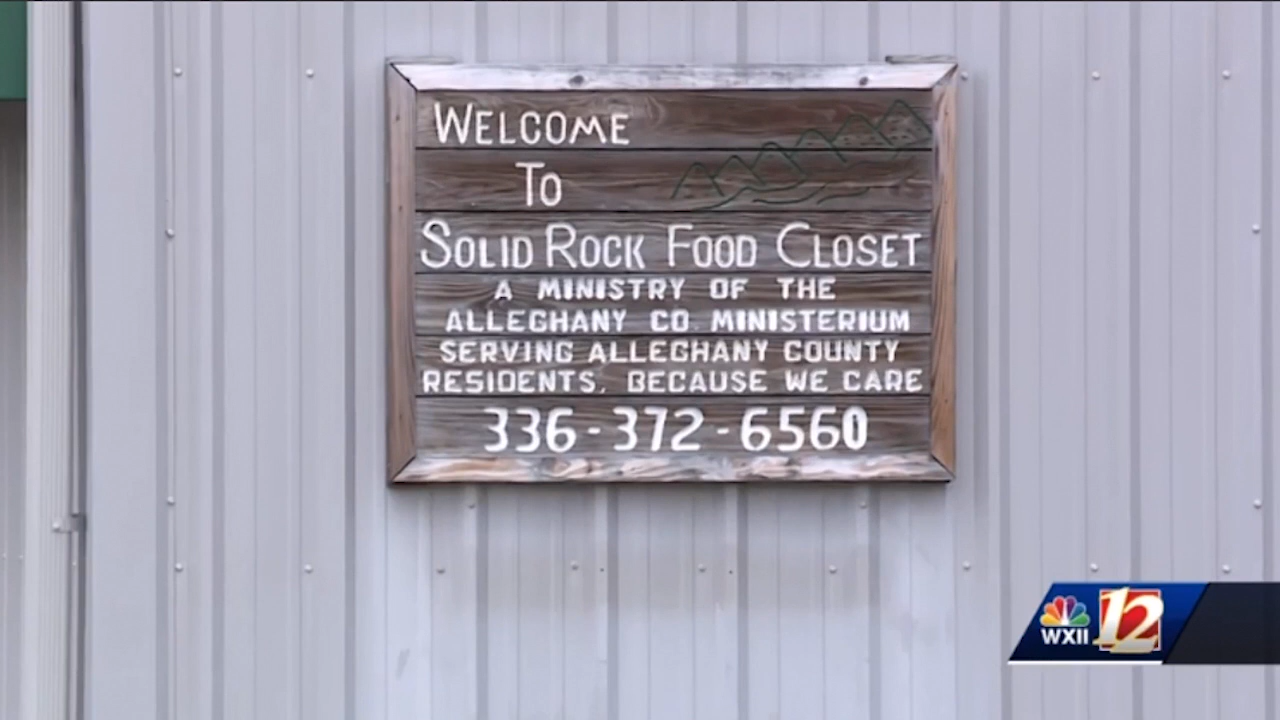 WELCOME
TO
SOLID ROCK FOOD CLOSET
A MINISTRY OF THE
ALLEGHANY CO. MINISTERIUM
SERVING ALLEGHANY COUNTY
RESIDENTS, BECAUSE WE CARE
336-372-6560
WXII 12